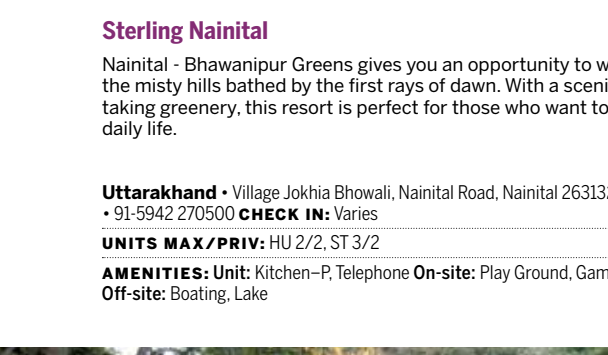 Sterling Nainital
Nainital - Bhawanipur Greens gives you an opportunity to
the misty hills bathed by the first rays of dawn. With a
taking greenery, this resort is perfect for those who want to
daily life.
Uttarakhand • Village Jokhia Bhowali, Nainital Road, Nainital
• 91-5942 270500 CHECK IN: Varies
UNITS MAX/PRIV: HU 2/2, ST 3/2
AMENITIES: Unit: Kitchen–P, Telephone On-site: Play Ground,
Off-site: Boating, Lake